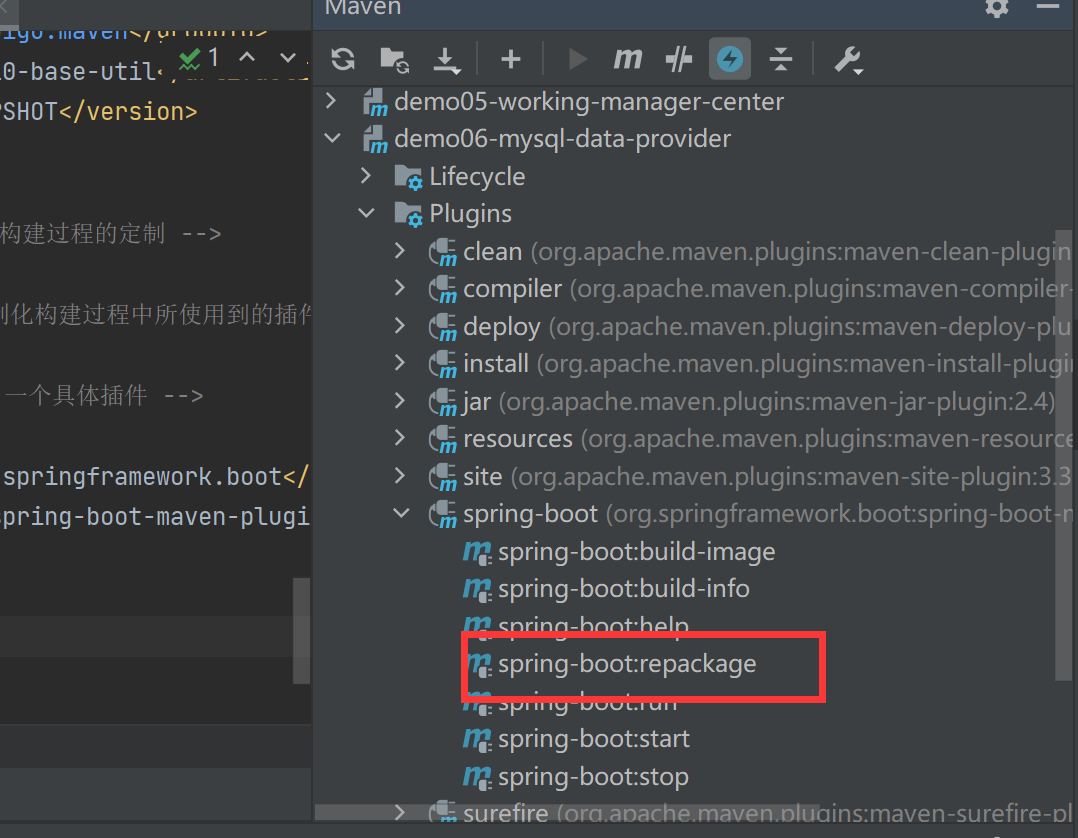 Maven
igo.maven</
0-base-util
1
PSHOT</version>
构建过程的定制 -->
制化构建过程中所使用到的插件
一个具体插件 -->
springframework.boot</
spring-boot-maven-plugi
demo05-working-manager-center
demo06-mysql-data-provider
Lifecycle
Plugins
clean (org.apache.maven.plugins:maven-clean-plugin
compiler (org.apache.maven.plugins:maven-compiler-
deploy (org.apache.maven.plugins:maven-deploy-plu
install (org.apache.maven.plugins:maven-install-plugi
jar (org.apache.maven.plugins:maven-jar-plugin:2.4)
resources (org.apache.maven.plugins:maven-resource
site (org.apache.maven.plugins:maven-site-plugin:3.3
spring-boot (org.springframework.boot:spring-boot-m
spring-boot:build-image
spring-boot:build-info
spring-boot:help
spring-boot:repackage
spring-boot:run
spring-boot:start
spring-boot:stop
surefire (org.apache.maven.plugins:maven-surefire-pl